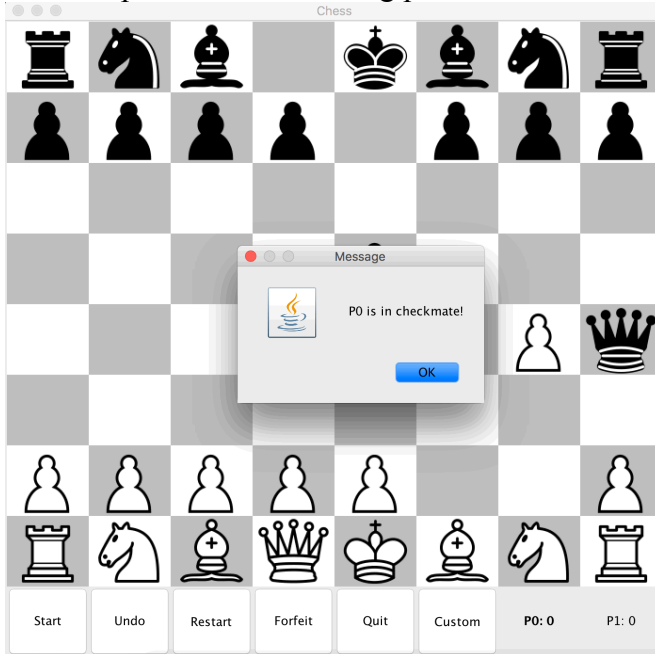 Chess
Message
P0 is in checkmate!
OK
Start
Undo
Restart
Forfeit
Quit
Custom
P0: 0
P1: 0